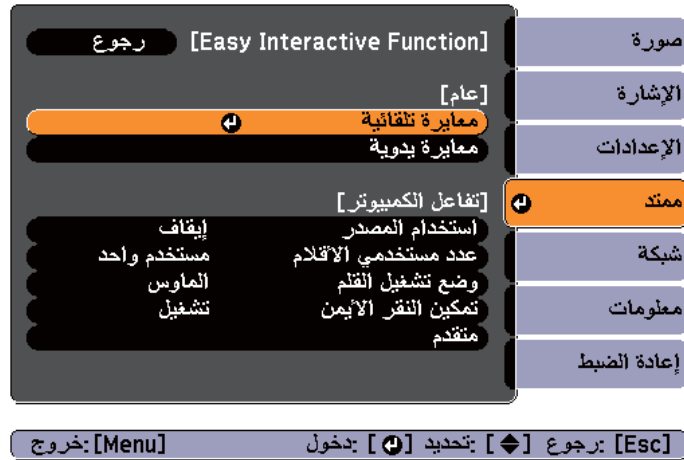 صورة
الإشارة
الإعدادات
ممتد
شبكة
معلومات
إعادة الضبط
[Easy Interactive Function] رجوع
[عام]
معايرة تلقائية
معايرة يدوية
[تفاعل الكمبيوتر]
استخدام المصدر إيقاف
عدد مستخدمي الأقلام مستخدم واحد
وضع تشغيل القلم الماوس
تمكين النقر الأيمن تشغيل
متقدم
[Esc] :رجوع [◆] :تحديد [↵] :دخول [Menu] :خروج